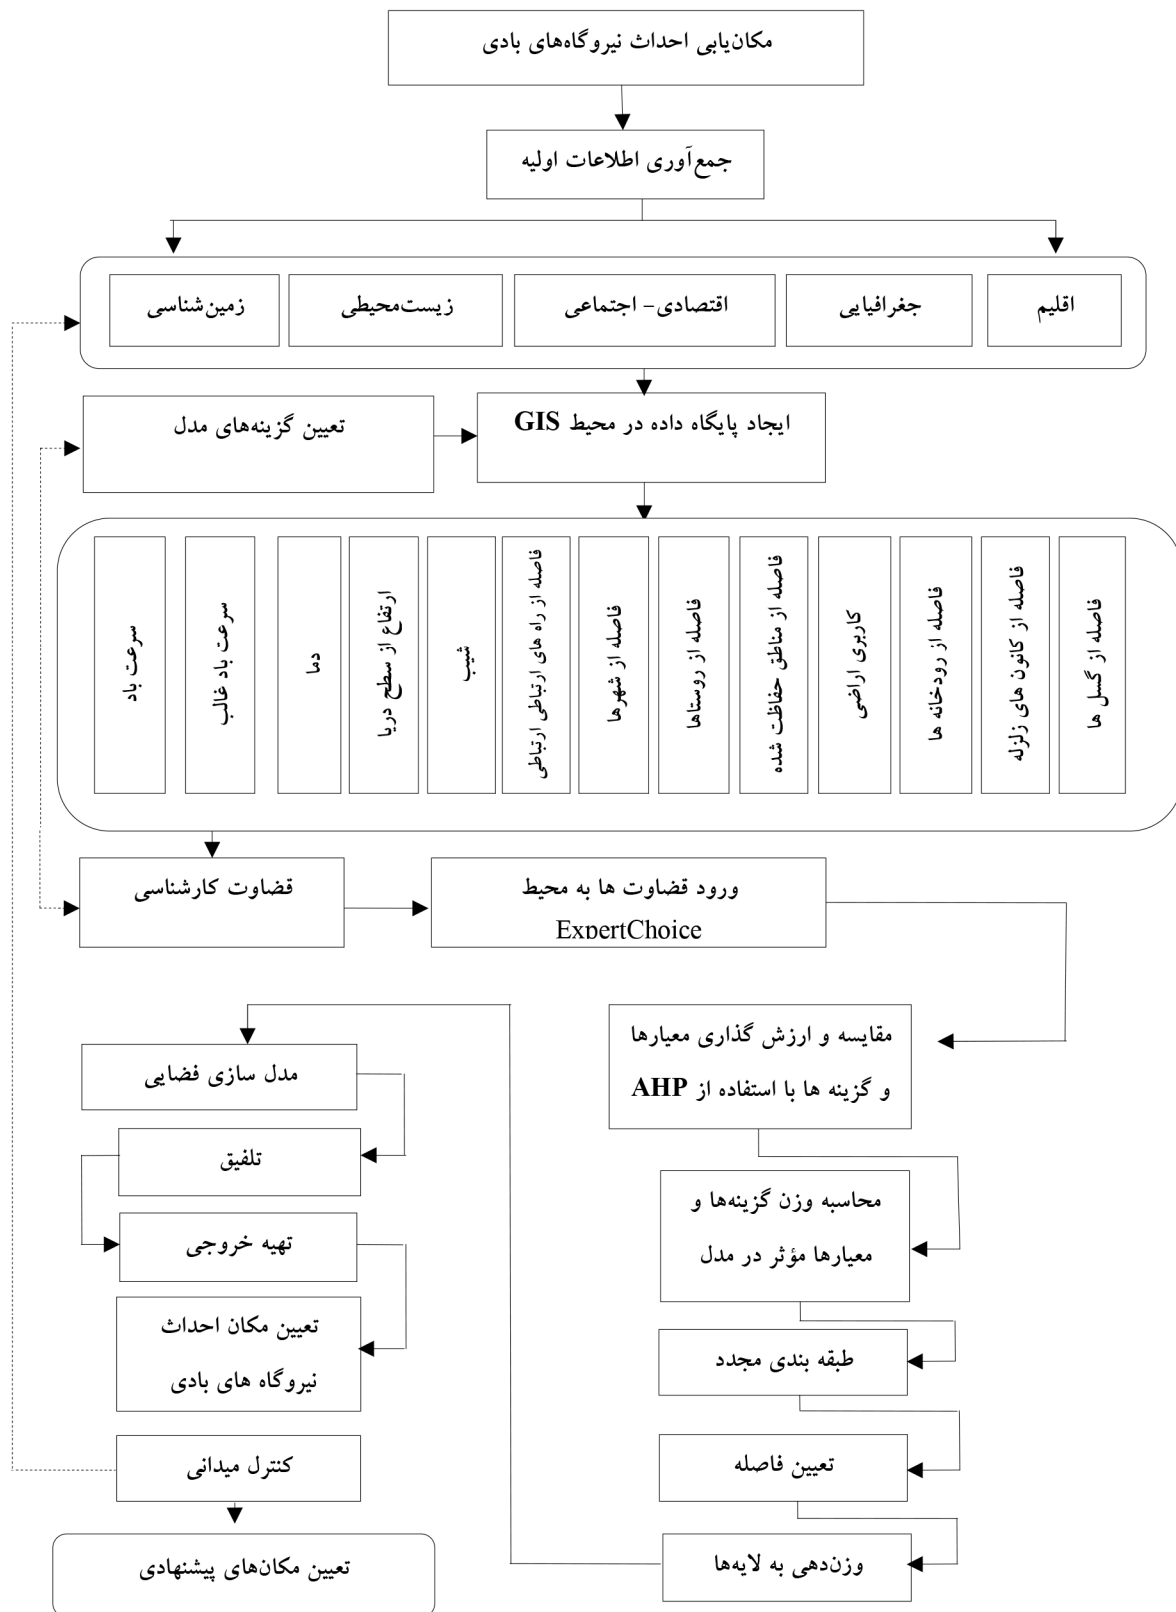 مکان‌یابی احداث نیروگاه‌های بادی
جمع‌آوری اطلاعات اولیه
اقلیم
جغرافیایی
اقتصادی- اجتماعی
زیست‌محیطی
زمین‌شناسی
ایجاد پایگاه داده در محیط GIS
تعیین گزینه‌های مدل
فاصله از گسل ها
فاصله از کانون های زلزله
فاصله از رودخانه ها
کاربری اراضی
فاصله از مناطق حفاظت شده
فاصله از روستاها
فاصله از شهرها
فاصله از راه های ارتباطی ارتباطی
شیب
ارتفاع از سطح دریا
دما
سرعت باد غالب
سرعت باد
قضاوت کارشناسی
ورود قضاوت ها به محیط
ExpertChoice
مقایسه و ارزش گذاری معیارها
و گزینه ها با استفاده از AHP
محاسبه وزن گزینه‌ها و
معیارها مؤثر در مدل
طبقه بندی مجدد
تعیین فاصله
وزن‌دهی به لایه‌ها
مدل سازی فضایی
تلفیق
تهیه خروجی
تعیین مکان احداث
نیروگاه های بادی
کنترل میدانی
تعیین مکان‌های پیشنهادی